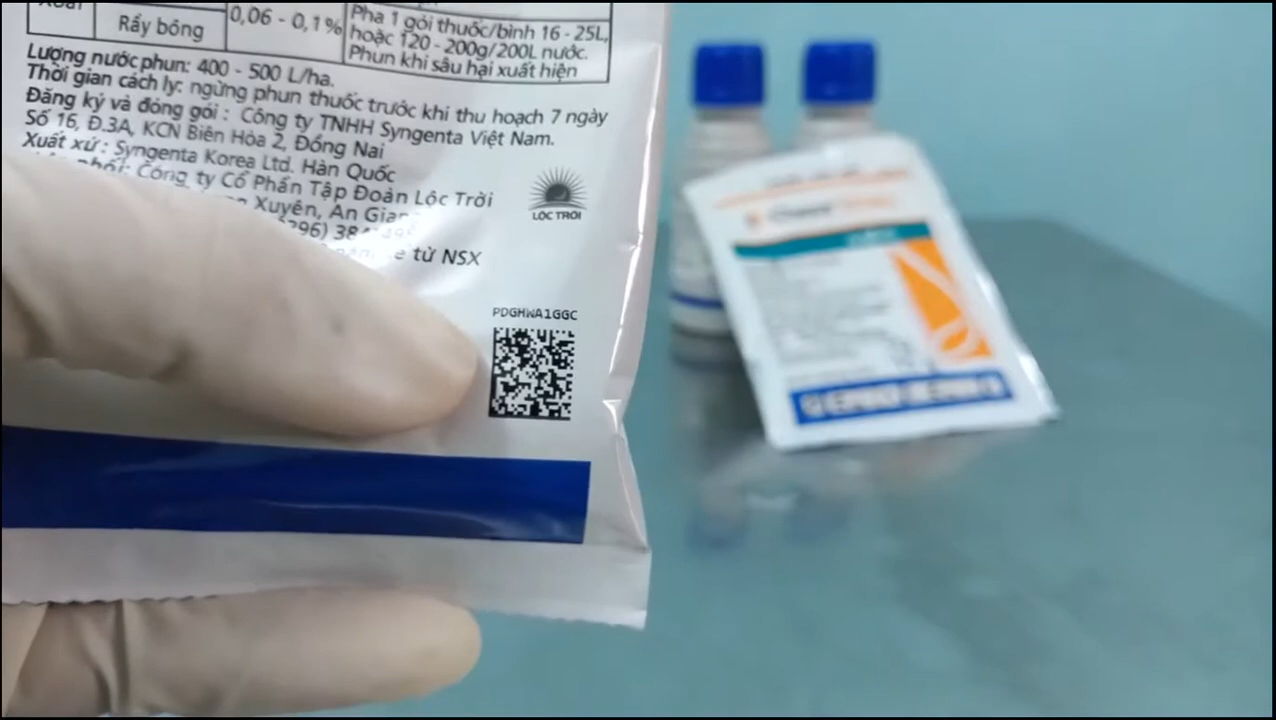 Rầy bông
0,06 - 0,1%
Pha 1 gói thuốc/bình 16 - 25L,
hoặc 120 - 200g/200L nước.
Phun khi sâu hại xuất hiện
Lượng nước phun: 400 - 500 L/ha.
Thời gian cách ly: ngừng phun thuốc trước khi thu hoạch 7 ngày
Đăng ký và đóng gói : Công ty TNHH Syngenta Việt Nam.
Số 16, Đ.3A, KCN Biên Hòa 2, Đồng Nai
Xuất xứ : Syngenta Korea Ltd. Hàn Quốc
phối: Công ty Cổ Phần Tập Đoàn Lộc Trời
Xuyên, An Giang
LỘC TRỜI
từ NSX
PDGHWA1GGC